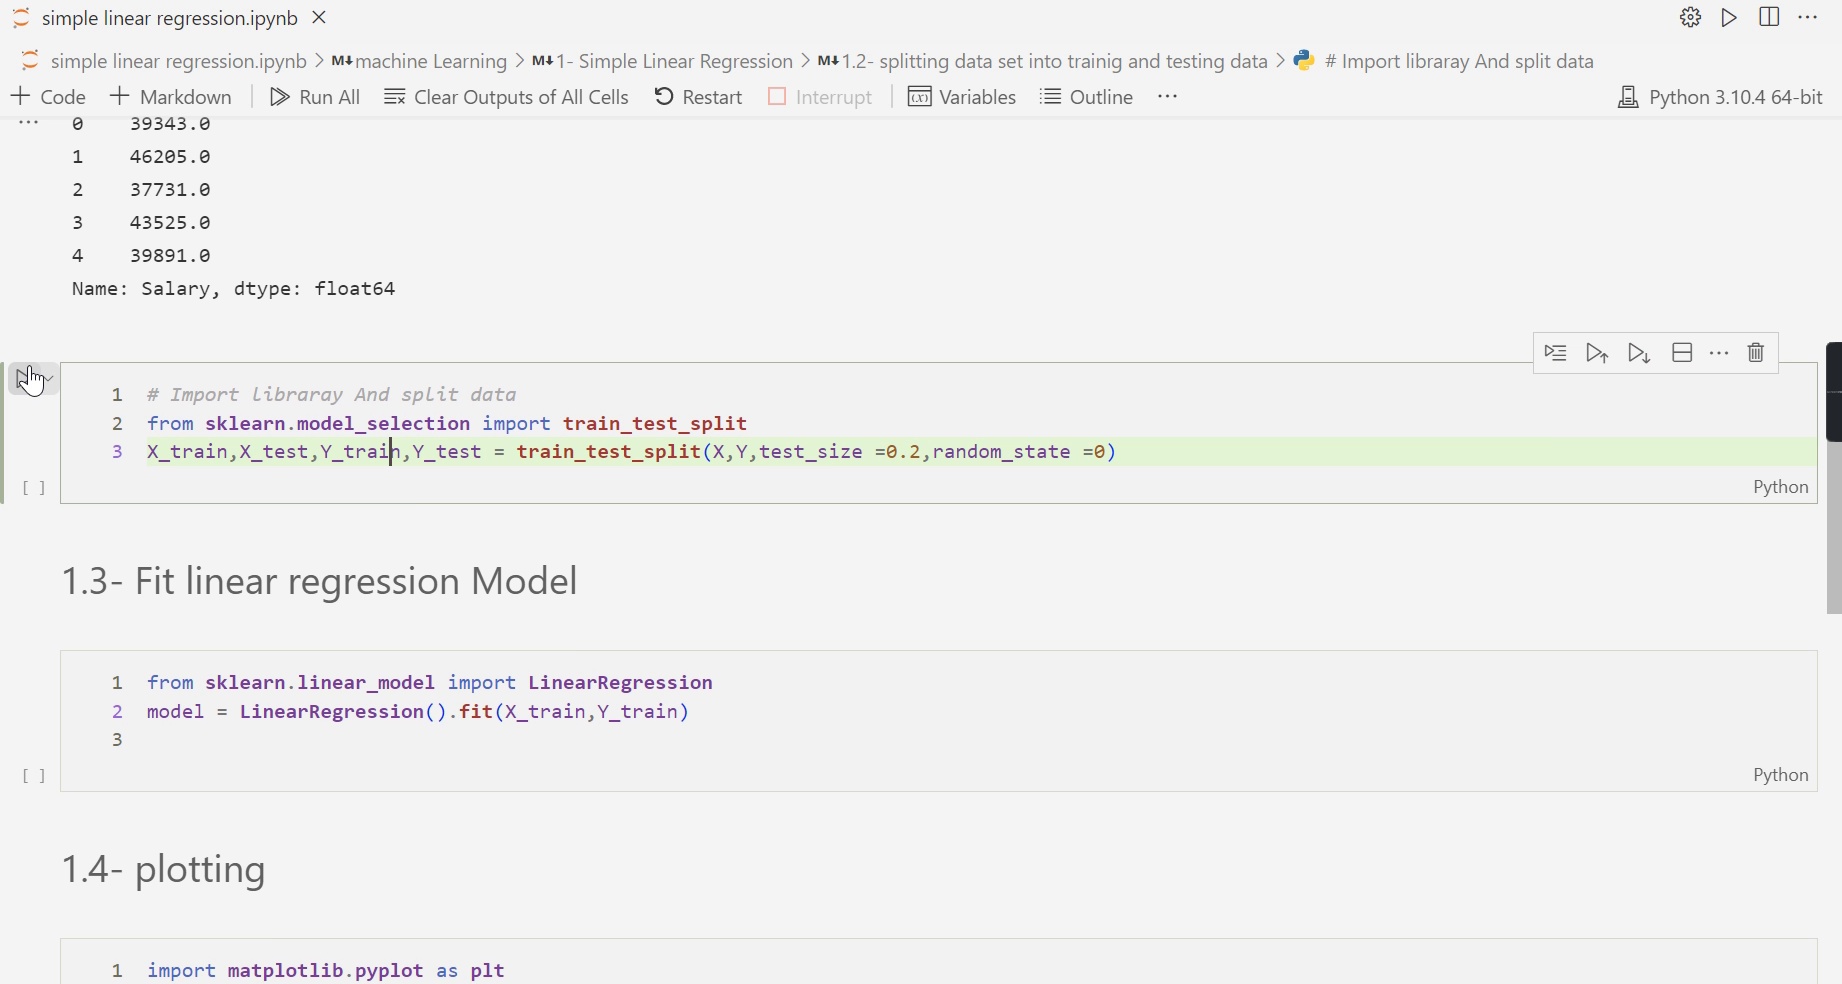 simple linear regression.ipynb
simple linear regression.ipynb > M↓ machine Learning > M↓ 1- Simple Linear Regression > M↓ 1.2- splitting data set into trainig and testing data > # Import libraray And split data
+ Code + Markdown Run All Clear Outputs of All Cells Restart Interrupt Variables Outline ... Python 3.10.4 64-bit
0 39343.0
1 46205.0
2 37731.0
3 43525.0
4 39891.0
Name: Salary, dtype: float64
1 # Import libraray And split data
2 from sklearn.model_selection import train_test_split
3 X_train,X_test,Y_train,Y_test = train_test_split(X,Y,test_size =0.2,random_state =0)
[ ] Python
1.3- Fit linear regression Model
1 from sklearn.linear_model import LinearRegression
2 model = LinearRegression().fit(X_train,Y_train)
3
[ ] Python
1.4- plotting
1 import matplotlib.pyplot as plt